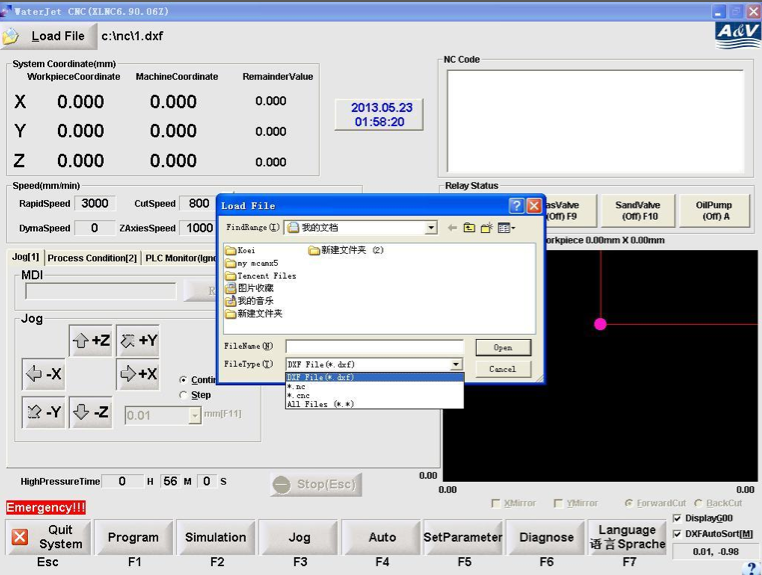 WaterJet CNC(XLNC6.90.06Z)
Load File c:\nc\1.dxf
A&V
System Coordinate(mm)
WorkpieceCoordinate MachineCoordinate RemainderValue
X 0.000 0.000 0.000
Y 0.000 0.000 0.000
Z 0.000 0.000 0.000
2013.05.23
01:58:20
NC Code
Speed(mm/min)
RapidSpeed 3000 CutSpeed 800
DymaSpeed 0 ZAxiesSpeed 1000
Relay Status
asValve
(Off) F9
SandValve
(Off) F10
OilPump
(Off) A
orkpiece 0.00mm X 0.00mm
Jog[1] Process Condition[2] PLC Monitor(Igno
MDI
R
Jog
+Z +Y
-X +X
-Y -Z
Contin
Step
0.01 mm[F11]
Load File
FindRange(I) 我的文档
Koei
my mcamx5
Tencent Files
图片收藏
我的音乐
新建文件夹
新建文件夹 (2)
FileName(N) Open
FileType(T) DXF File(*.dxf) Cancel
DXF File(*.dxf)
*.nc
*.cnc
All Files (*.*)
HighPressureTime 0 H 56 M 0 S
Stop(Esc)
0.00
0.00 0.00
XMirror YMirror ForwardCut BackCut
Emergency!!!
DisplayG00
DXFAutoSort[M]
0.01, -0.98
Quit
System
Esc
Program
F1
Simulation
F2
Jog
F3
Auto
F4
SetParameter
F5
Diagnose
F6
Language
语言Sprache
F7
?